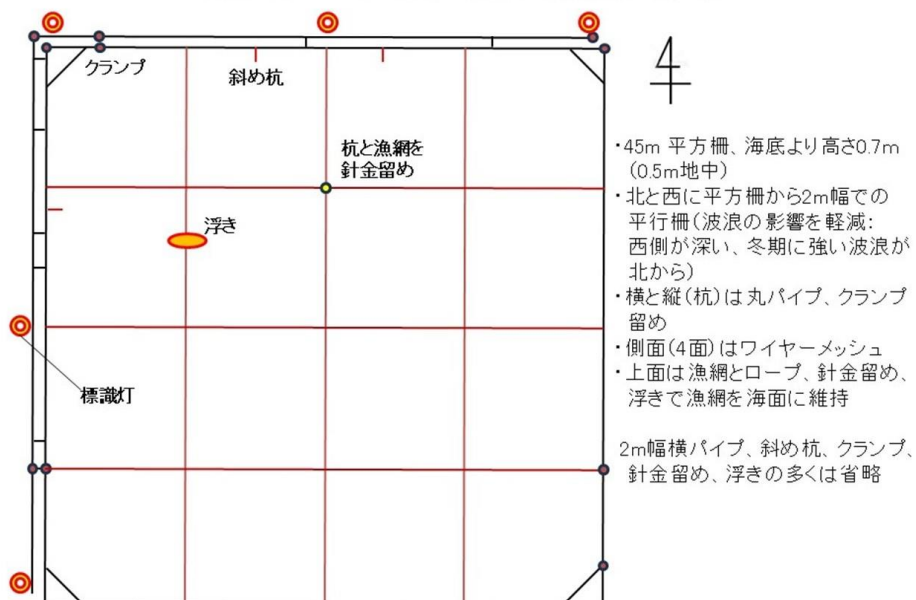 クランプ
斜め杭
杭と漁網を
針金留め
浮き
標識灯
・45m 平方柵、海底より高さ0.7m
(0.5m地中)
・北と西に平方柵から2m幅での
平行柵(波浪の影響を軽減:
西側が深い、冬期に強い波浪が
北から)
・横と縦(杭)は丸パイプ、クランプ
留め
・側面(4面)はワイヤーメッシュ
・上面は漁網とロープ、針金留め、
浮きで漁網を海面に維持
2m幅横パイプ、斜め杭、クランプ、
針金留め、浮きの多くは省略